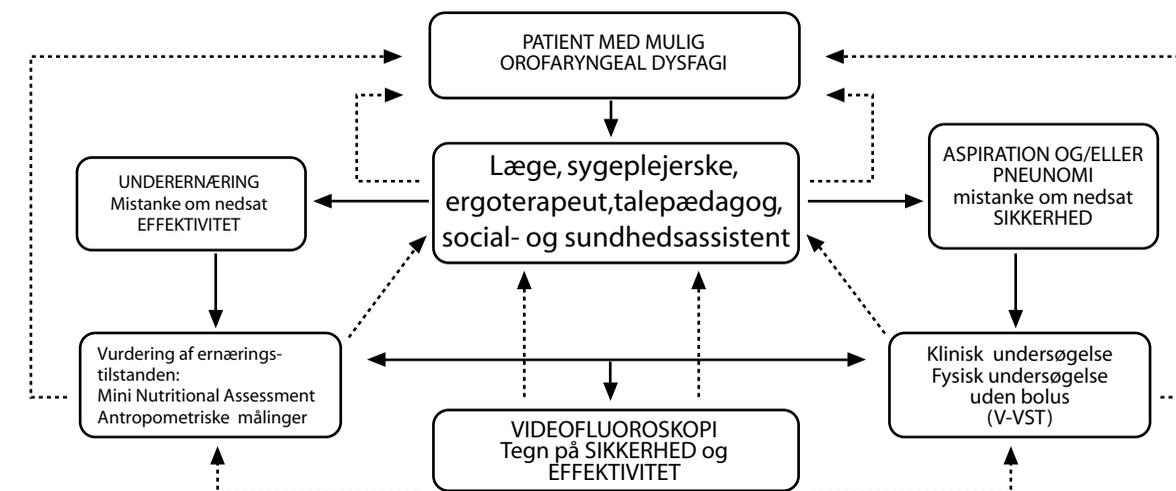 PATIENT MED MULIG
OROFARYNGEAL DYSFAGI
Læge, sygeplejerske,
ergoterapeut,talepædagog,
social- og sundhedsassistent
UNDERERNÆRING
Mistanke om nedsat
EFFEKTIVITET
ASPIRATION OG/ELLER
PNEUNOMI
mistanke om nedsat
SIKKERHED
Vurdering af ernærings-
tilstanden:
Mini Nutritional Assessment
Antropometriske målinger
Klinisk undersøgelse
Fysisk undersøgelse
uden bolus
(V-VST)
VIDEOFLUOROSKOPI
Tegn på SIKKERHED og
EFFEKTIVITET